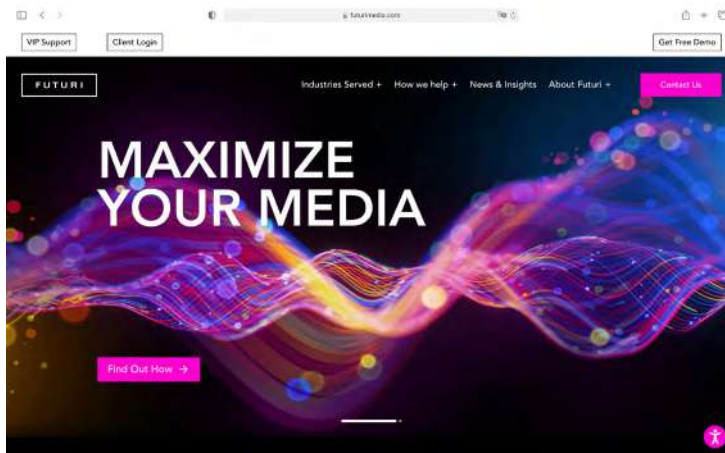 futurimedia.com
VIP Support
Client Login
Get Free Demo
FUTURI
Industries Served +
How we help +
News & Insights
About Futuri +
Contact Us
MAXIMIZE
YOUR MEDIA
Find Out How →